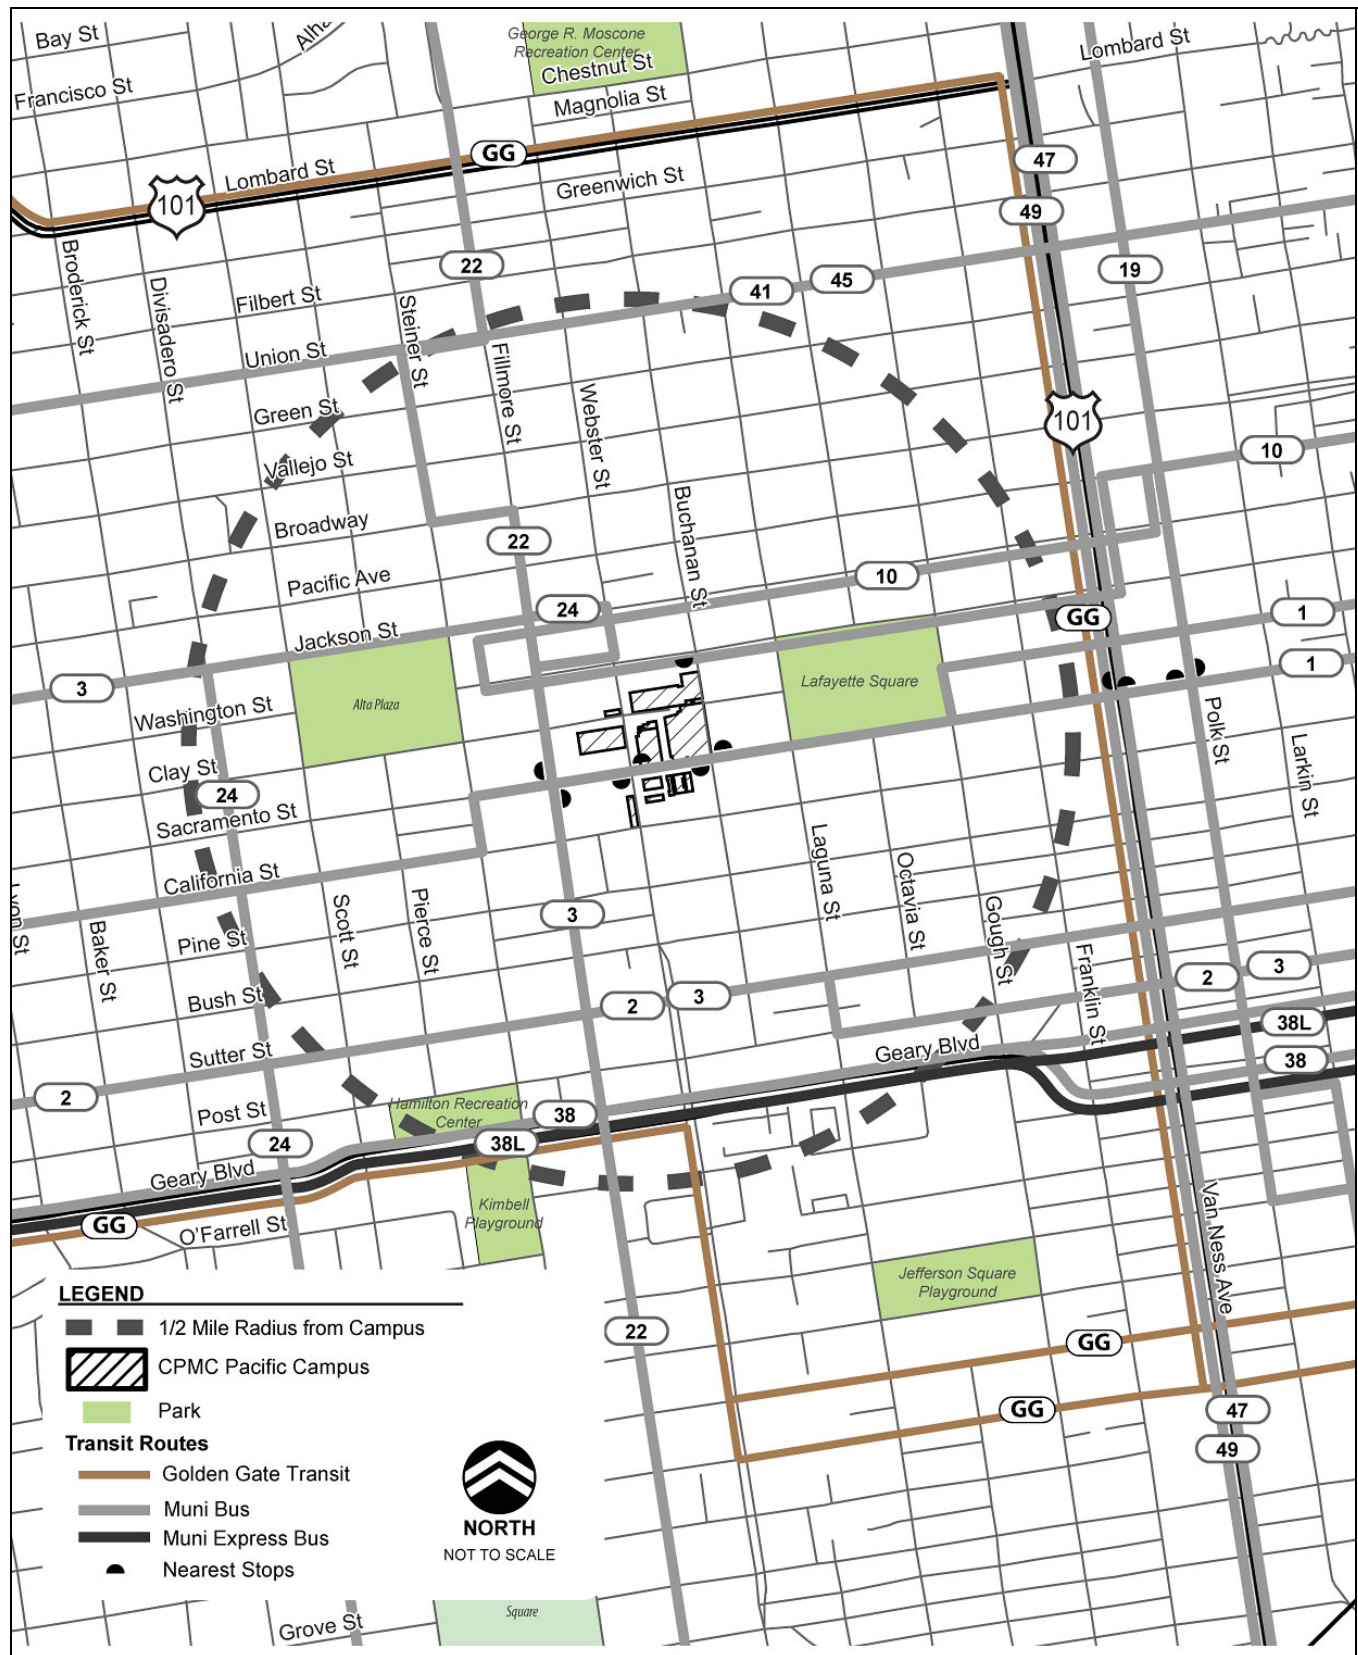 Bay St
George R. Moscone
Recreation Center
Lombard St
Chestnut St
Francisco St
Magnolia St
GG
47
Lombard St
Greenwich St
101
49
22
19
Broderick St
Divisadero St
Filbert St
Steiner St
41
45
Union St
Fillmore St
Webster St
Green St
101
10
Vallejo St
Buchanan St
Broadway
22
10
Pacific Ave
24
1
GG
Jackson St
1
3
Lafayette Square
Alta Plaza
Washington St
Polk St
Clay St
Larkin St
24
Sacramento St
Laguna St
Octavia St
California St
Scott St
Pierce St
Gough St
3
Baker St
Pine St
Franklin St
3
2
Bush St
2
3
38L
Sutter St
Geary Blvd
38
2
Hamilton Recreation
Center
38
Post St
24
38L
Geary Blvd
Van Ness Ave
GG
O'Farrell St
Kimbell
Playground
Jefferson Square
Playground
22
GG
GG
47
49
LEGEND
1/2 Mile Radius from Campus
CPMC Pacific Campus
Park
Transit Routes
Golden Gate Transit
Muni Bus
Muni Express Bus
Nearest Stops
NORTH
NOT TO SCALE
Square
Grove St